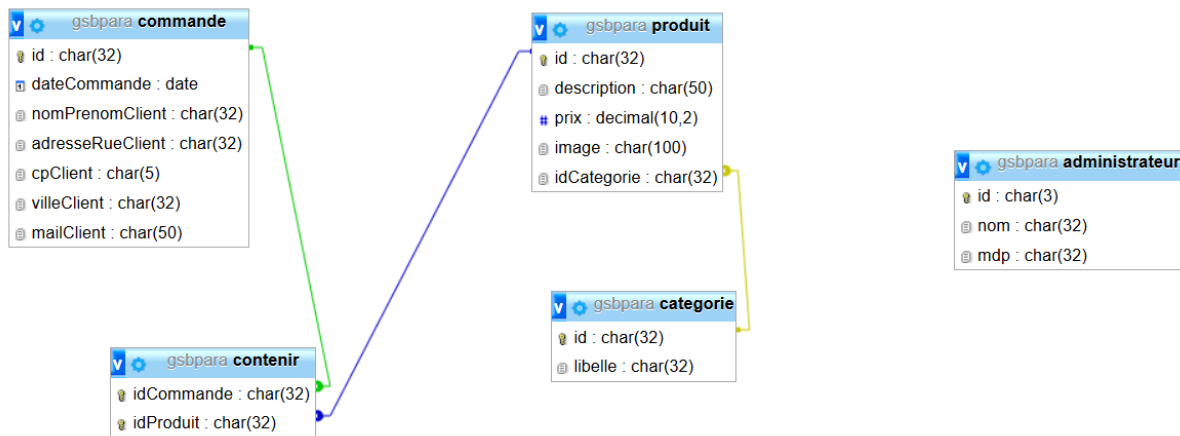 gsbpara commande
id : char(32)
dateCommande : date
nomPrenomClient : char(32)
adresseRueClient : char(32)
cpClient : char(5)
villeClient : char(32)
mailClient : char(50)
gsbpara produit
id : char(32)
description : char(50)
prix : decimal(10,2)
image : char(100)
idCategorie : char(32)
gsbpara administrateur
id : char(3)
nom : char(32)
mdp : char(32)
gsbpara categorie
id : char(32)
libelle : char(32)
gsbpara contenir
idCommande : char(32)
idProduit : char(32)